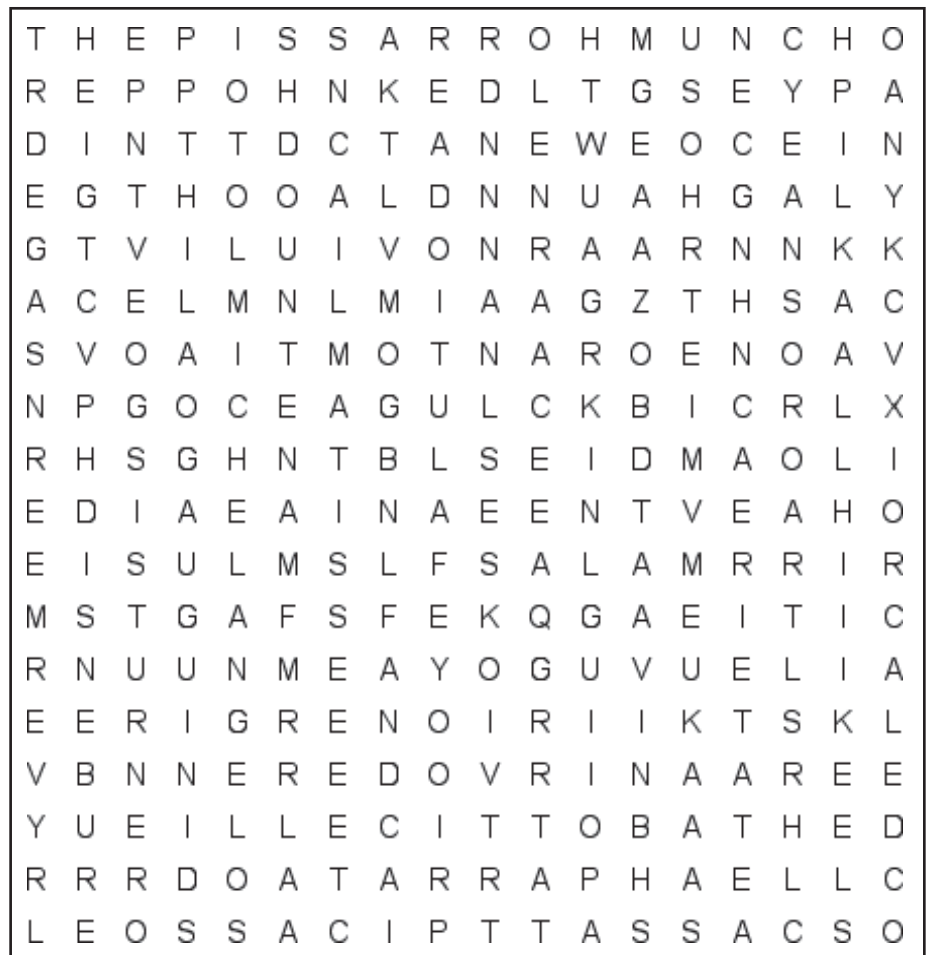 T H E P I S S A R R O H M U N C H O
R E P P O H N K E D L T G S E Y P A
D I N T T D C T A N E W E O C E I N
E G T H O O A L D N N U A H G A L Y
G T V I L U I V O N R A A R N N K K
A C E L M N L M I A A G Z T H S A C
S V O A I T M O T N A R O E N O A V
N P G O C E A G U L C K B I C R L X
R H S G H N T B L S E I D M A O L I
E D I A E A I N A E E N T V E A H O
E I S U L M S L F S A L A M R R I R
M S T G A F S F E K Q G A E I T I C
R N U U N M E A Y O G U V U E L I A
E E R I G R E N O I R I I K T S K L
V B N N E R E D O V R I N A A R E E
Y U E I L L E C I T T O B A T H E D
R R R D O A T A R R A P H A E L L C
L E O S S A C I P T T A S S A C S O